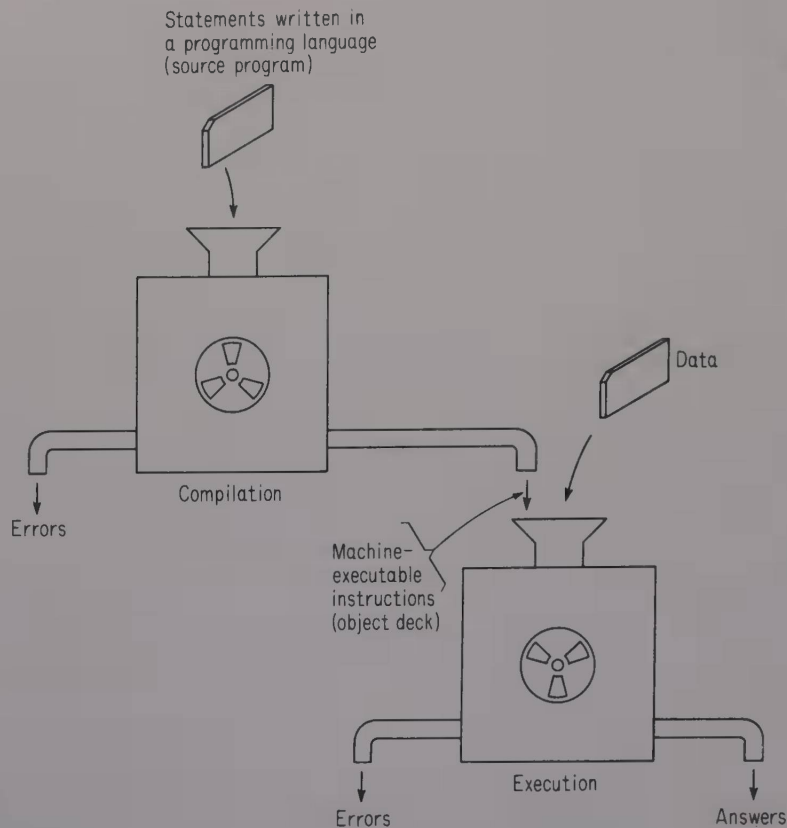 Statements written in
a programming language
(source program)
Data
Compilation
Errors
Machine-
executable
instructions
(object deck)
Execution
Errors
Answers